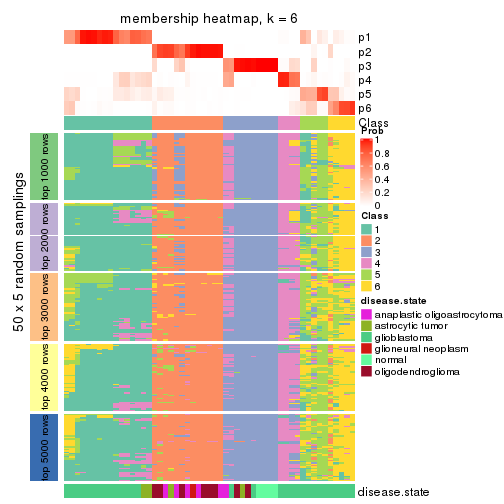 membership heatmap, k = 6
p1
p2
p3
p4
p5
p6
Class
50 x 5 random samplings
top 1000 rows
top 2000 rows
top 3000 rows
top 4000 rows
top 5000 rows
Prob
1
0.8
0.6
0.4
0.2
0
Class
1
2
3
4
5
6
disease.state
anaplastic oligoastrocytoma
astrocytic tumor
glioblastoma
glioneural neoplasm
normal
oligodendroglioma
disease.state